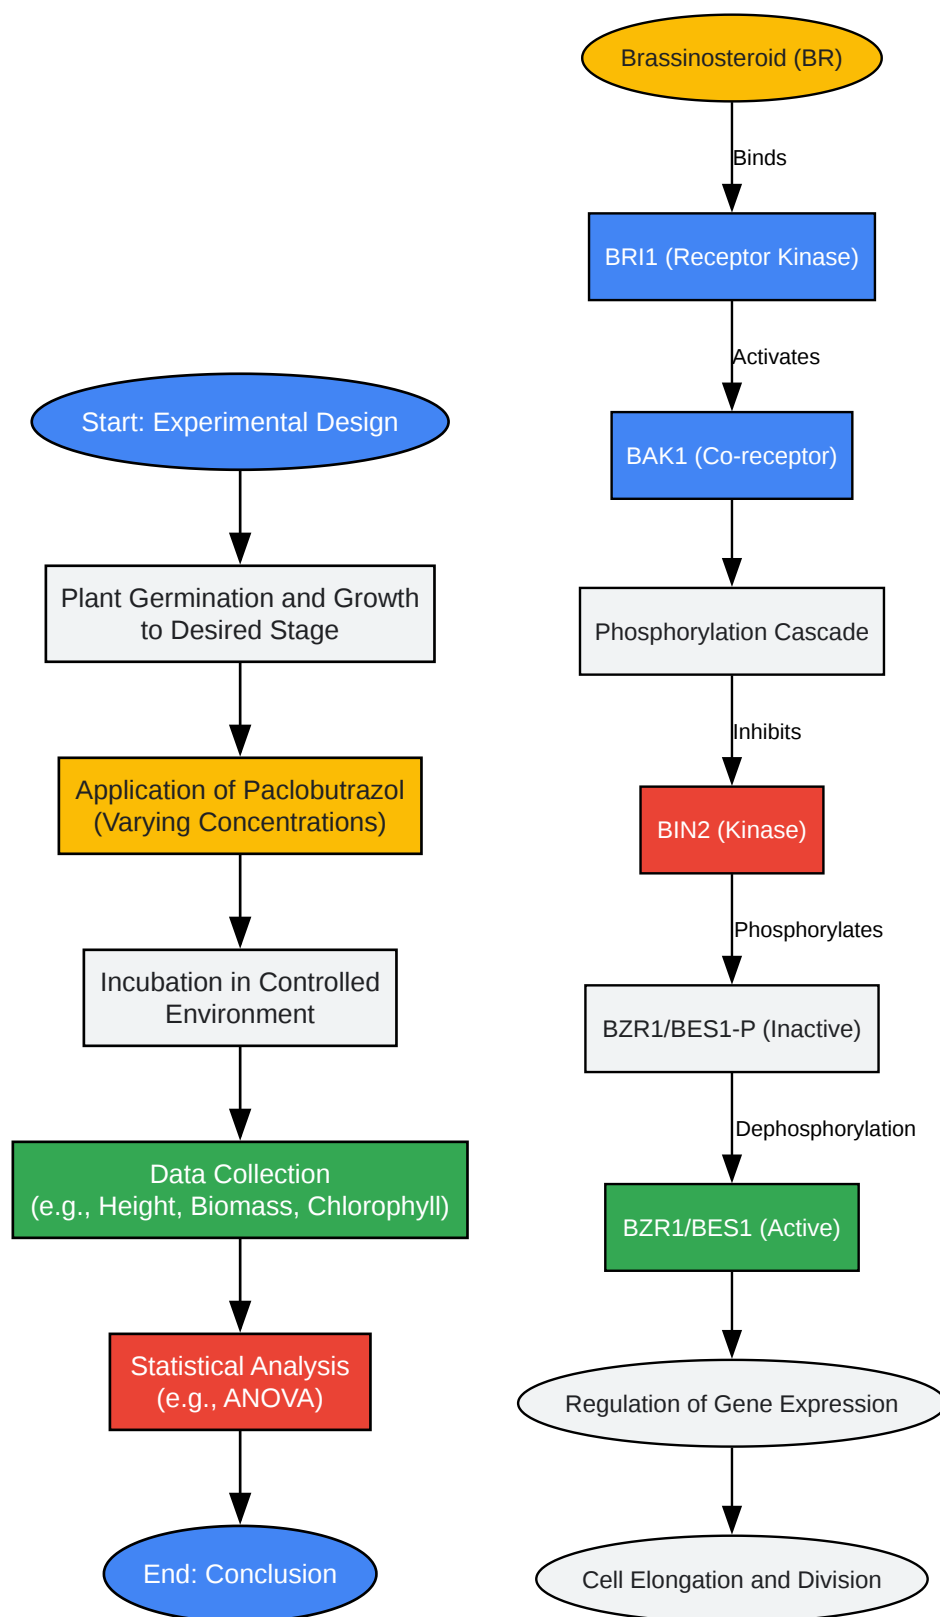 Start: Experimental Design
Plant Germination and Growth
to Desired Stage
Application of Paclobutrazol
(Varying Concentrations)
Incubation in Controlled
Environment
Data Collection
(e.g., Height, Biomass, Chlorophyll)
Statistical Analysis
(e.g., ANOVA)
End: Conclusion
Brassinosteroid (BR)
Binds
BRI1 (Receptor Kinase)
Activates
BAK1 (Co-receptor)
Phosphorylation Cascade
Inhibits
BIN2 (Kinase)
Phosphorylates
BZR1/BES1-P (Inactive)
Dephosphorylation
BZR1/BES1 (Active)
Regulation of Gene Expression
Cell Elongation and Division